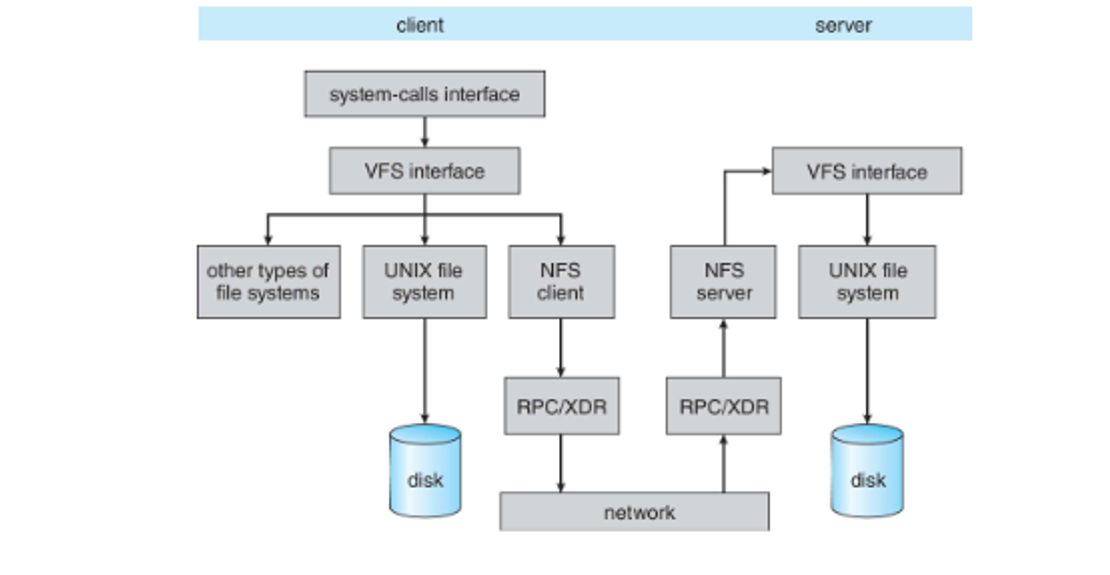 client
server
system-calls interface
VFS interface
VFS interface
other types of
file systems
UNIX file
system
NFS
client
NFS
server
UNIX file
system
RPC/XDR
RPC/XDR
disk
disk
network